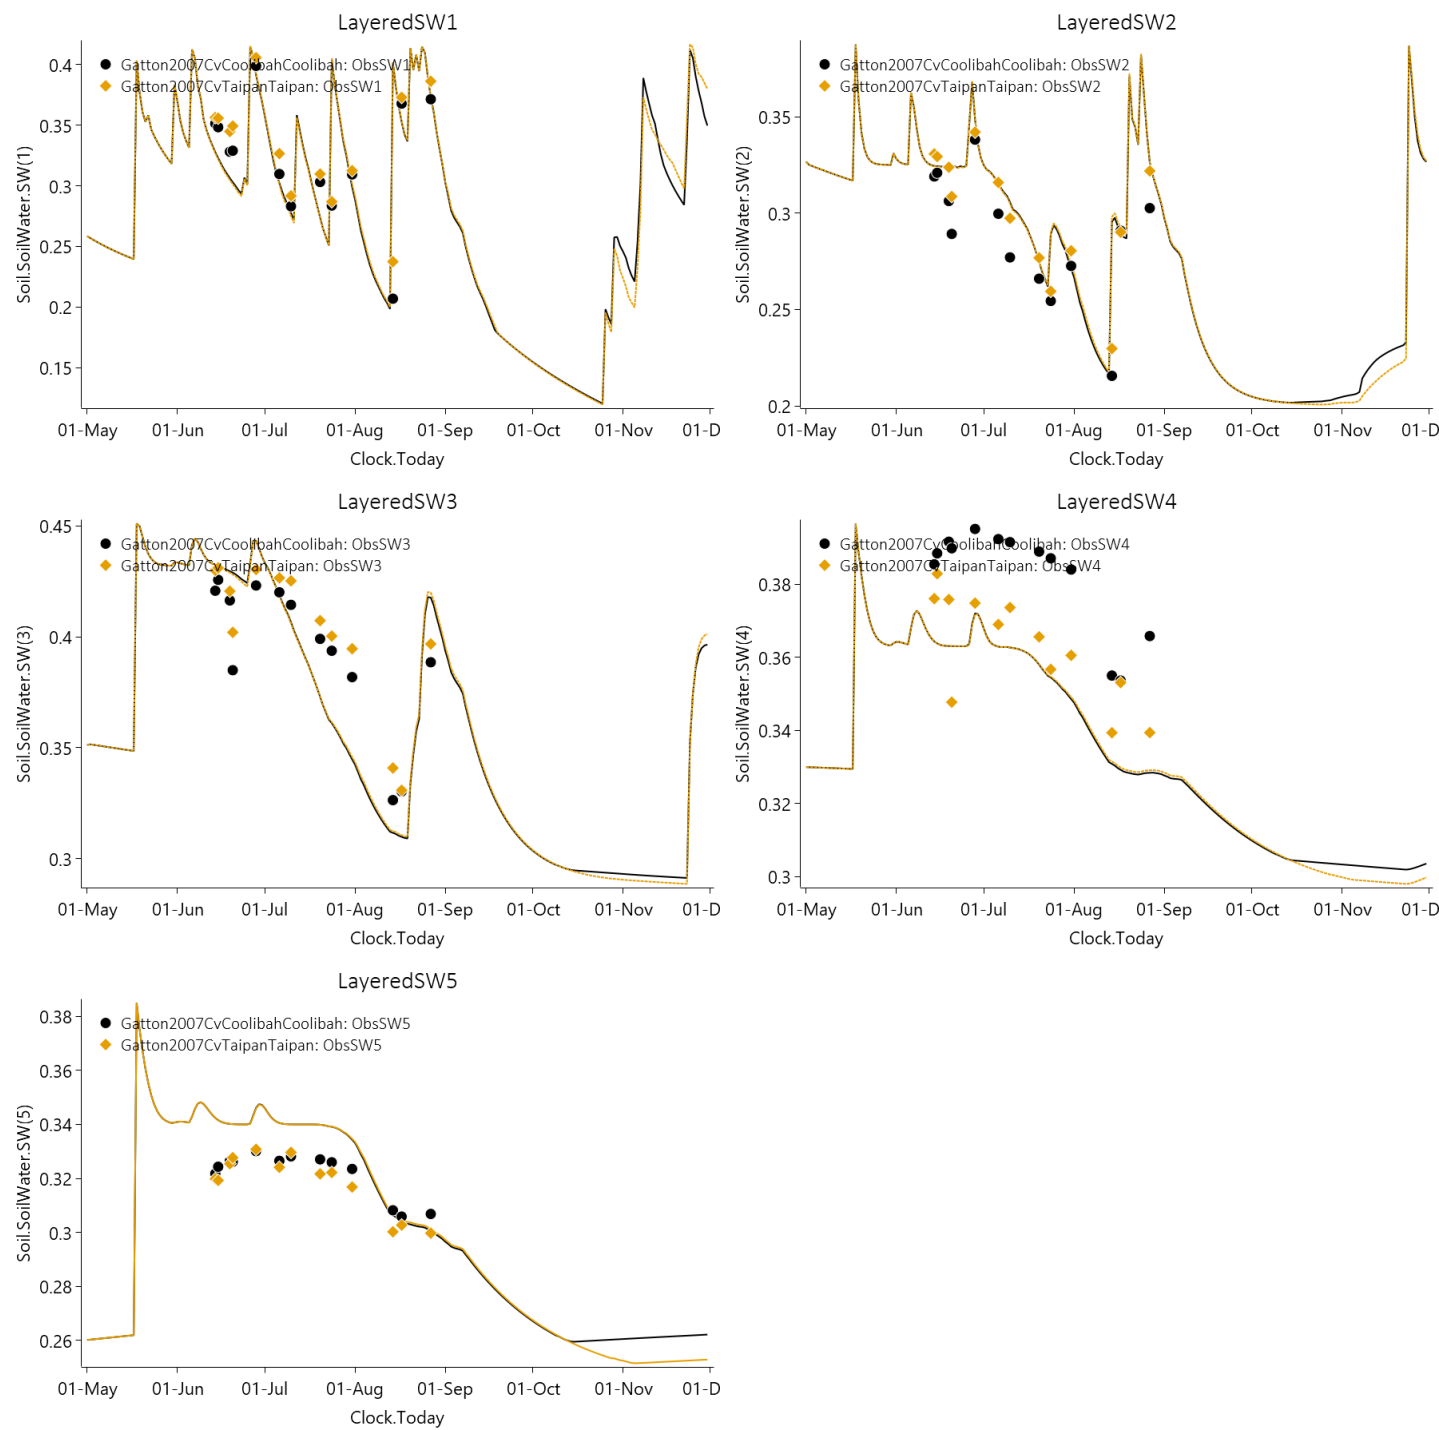 LayeredSW1
Gatton2007CvCoolibahCoolibah: ObsSW1
Gatton2007CvTaipanTaipan: ObsSW1
Soil.SoilWater.SW(1)
0.4
0.35
0.3
0.25
0.2
0.15
01-May 01-Jun 01-Jul 01-Aug 01-Sep 01-Oct 01-Nov 01-D
Clock.Today
LayeredSW2
Gatton2007CvCoolibahCoolibah: ObsSW2
Gatton2007CvTaipanTaipan: ObsSW2
Soil.SoilWater.SW(2)
0.35
0.3
0.25
0.2
01-May 01-Jun 01-Jul 01-Aug 01-Sep 01-Oct 01-Nov 01-D
Clock.Today
LayeredSW3
Gatton2007CvCoolibahCoolibah: ObsSW3
Gatton2007CvTaipanTaipan: ObsSW3
Soil.SoilWater.SW(3)
0.45
0.4
0.35
0.3
01-May 01-Jun 01-Jul 01-Aug 01-Sep 01-Oct 01-Nov 01-D
Clock.Today
LayeredSW4
Gatton2007CvCoolibahCoolibah: ObsSW4
Gatton2007CvTaipanTaipan: ObsSW4
Soil.SoilWater.SW(4)
0.38
0.36
0.34
0.32
0.3
01-May 01-Jun 01-Jul 01-Aug 01-Sep 01-Oct 01-Nov 01-D
Clock.Today
LayeredSW5
Gatton2007CvCoolibahCoolibah: ObsSW5
Gatton2007CvTaipanTaipan: ObsSW5
Soil.SoilWater.SW(5)
0.38
0.36
0.34
0.32
0.3
0.28
0.26
01-May 01-Jun 01-Jul 01-Aug 01-Sep 01-Oct 01-Nov 01-D
Clock.Today